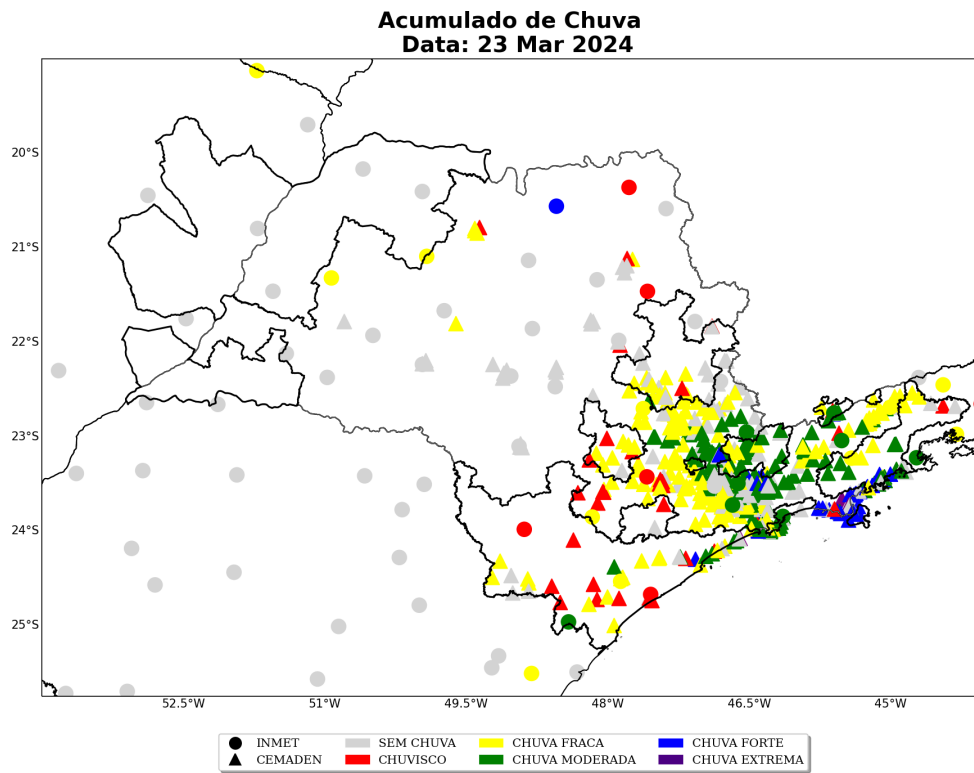 Acumulado de Chuva
Data: 23 Mar 2024
20°S
21°S
22°S
23°S
24°S
25°S
52.5°W
51°W
49.5°W
48°W
46.5°W
45°W
INMET
SEM CHUVA
CHUVA FRACA
CHUVA FORTE
CEMADEN
CHUVISCO
CHUVA MODERADA
CHUVA EXTREMA